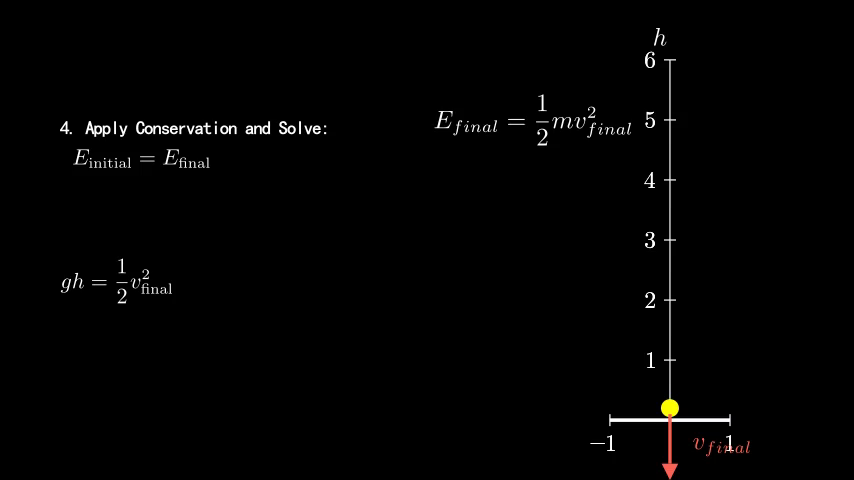 4. Apply Conservation and Solve:
E_initial = E_final
gh = 1/2 v_final^2
E_final = 1/2 mv_final^2
h
6
5
4
3
2
1
−1 1
v_final